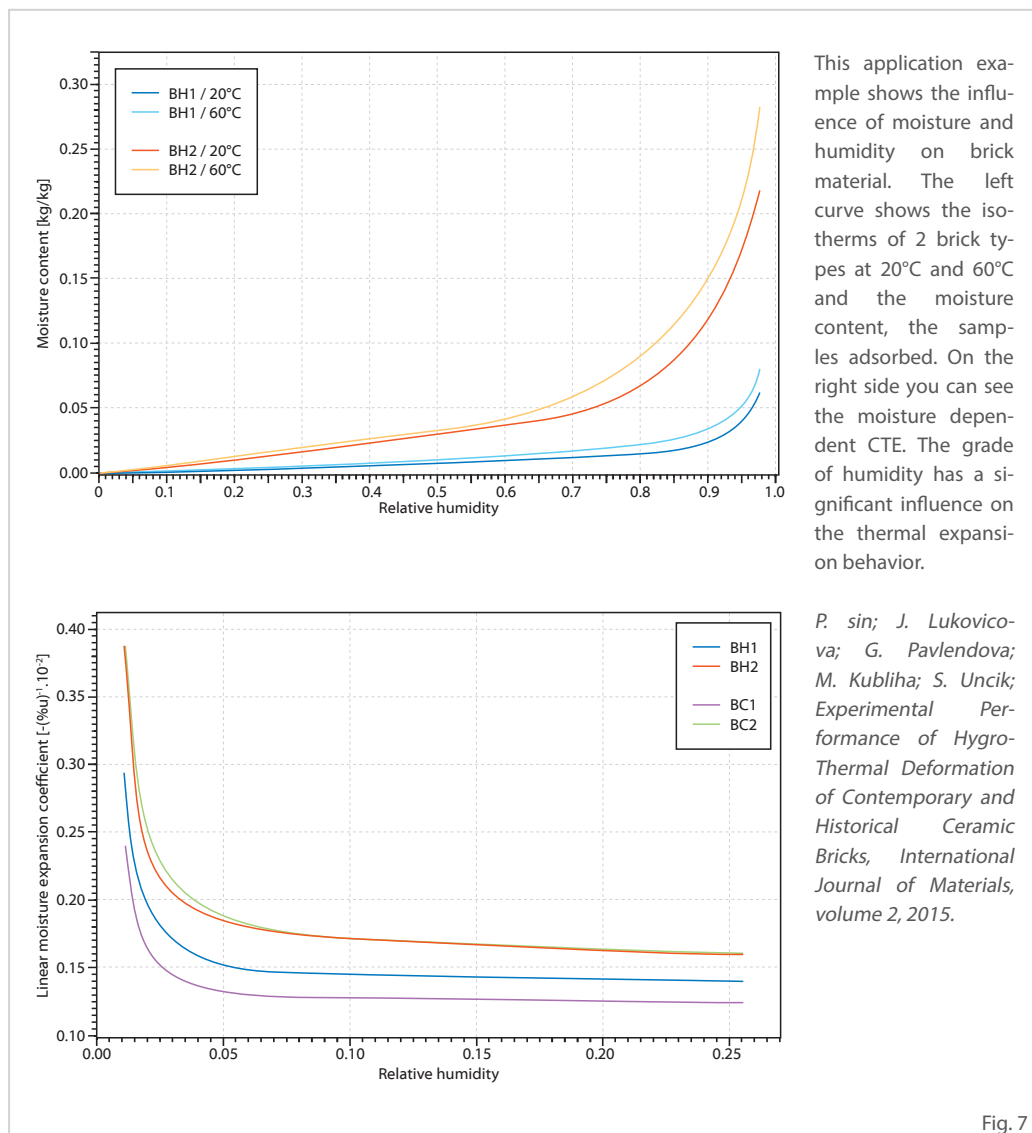 0.30
0.25
0.20
0.15
0.10
0.05
0.00
Moisture content [kg/kg]
BH1 / 20°C
BH1 / 60°C
BH2 / 20°C
BH2 / 60°C
0 0.1 0.2 0.3 0.4 0.5 0.6 0.7 0.8 0.9 1.0
Relative humidity
0.40
0.35
0.30
0.25
0.20
0.15
0.10
Linear moisture expansion coefficient [-(%u)⁻¹.10⁻²]
BH1
BH2
BC1
BC2
0.00 0.05 0.10 0.15 0.20 0.25
Relative humidity
This application exa-
mple shows the influ-
ence of moisture and
humidity on brick
material. The left
curve shows the iso-
therms of 2 brick ty-
pes at 20°C and 60°C
and the moisture
content, the samp-
les adsorbed. On the
right side you can see
the moisture depen-
dent CTE. The grade
of humidity has a si-
gnificant influence on
the thermal expansi-
on behavior.
P. sin; J. Lukovico-
va; G. Pavlendova;
M. Kubliha; S. Uncik;
Experimental Per-
formance of Hygro-
Thermal Deformation
of Contemporary and
Historical Ceramic
Bricks, International
Journal of Materials,
volume 2, 2015.
Fig. 7